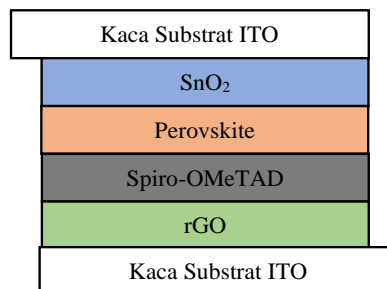 Kaca Substrat ITO
SnO₂
Perovskite
Spiro-OMeTAD
rGO
Kaca Substrat ITO